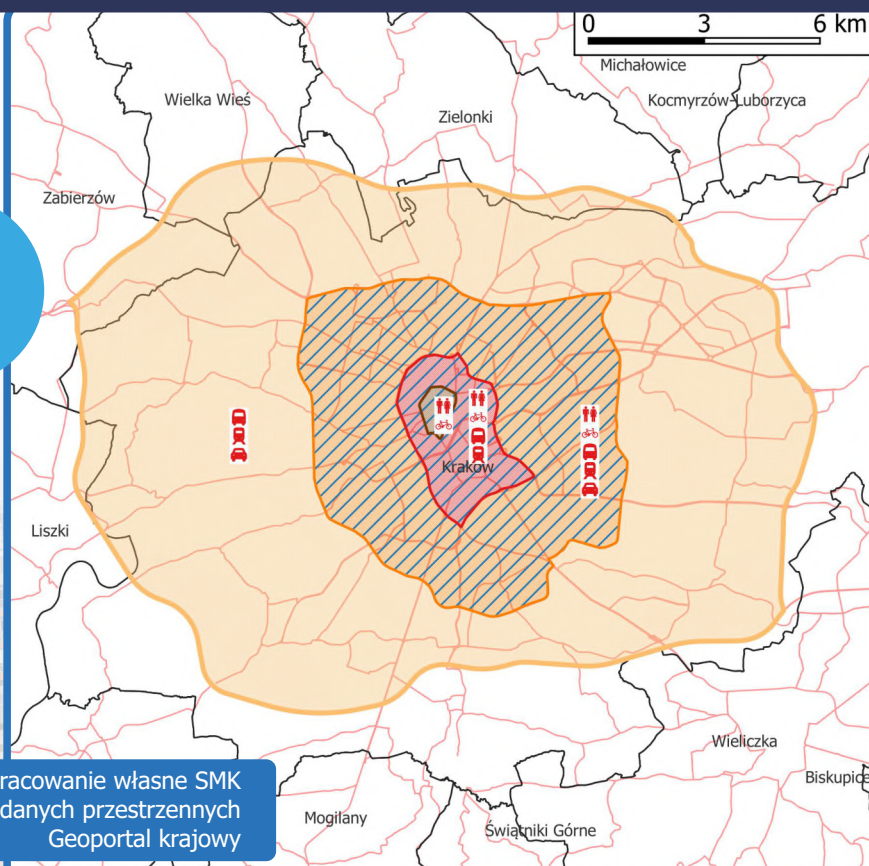 0 3 6 km
Michałowice
Wielka Wieś
Kocmyrzów-Luborzyca
Zielonki
Zabierzów
Kraków
Liszki
Wieliczka
Biskupice
racowanie własne SMK
danych przestrzennych
Geoportal krajowy
Mogilany
Świątniki Górne